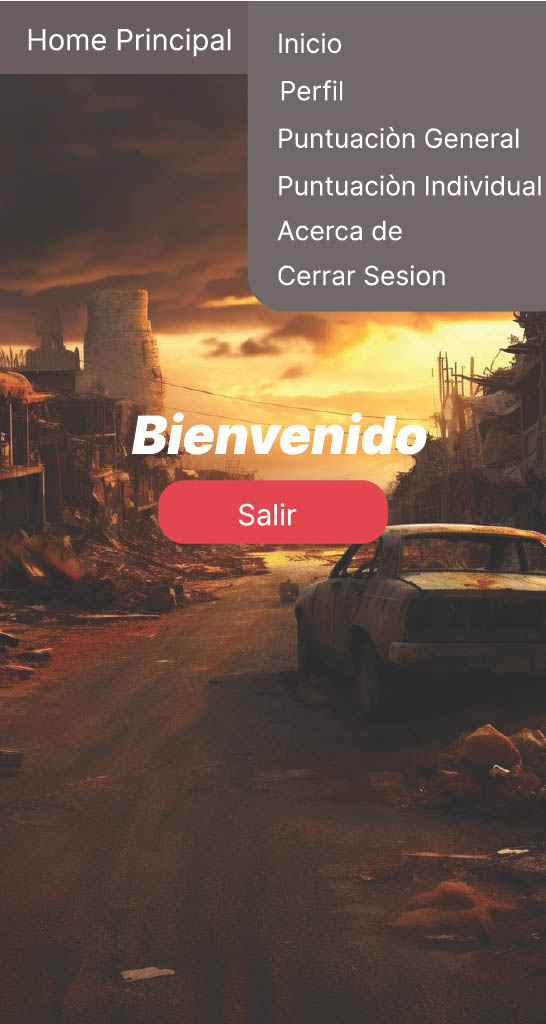 Home Principal
Inicio
Perfil
Puntuaciòn General
Puntuaciòn Individual
Acerca de
Cerrar Sesion
Bienvenido
Salir